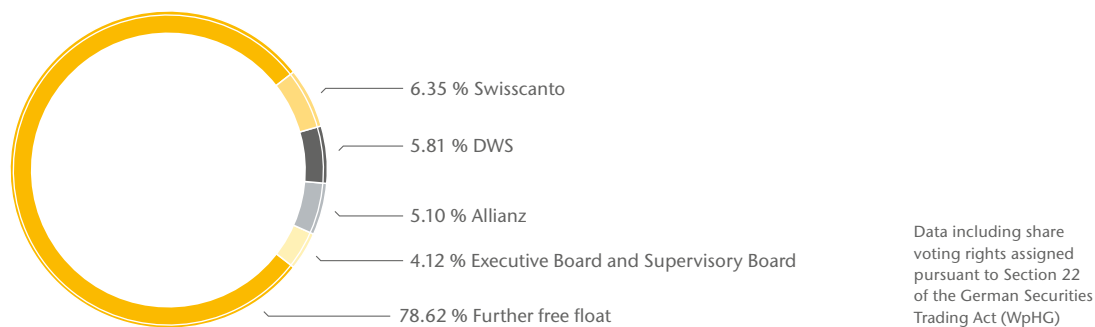 6.35 % Swisscanto
5.81 % DWS
5.10 % Allianz
4.12 % Executive Board and Supervisory Board
78.62 % Further free float
Data including share
voting rights assigned
pursuant to Section 22
of the German Securities
Trading Act (WpHG)